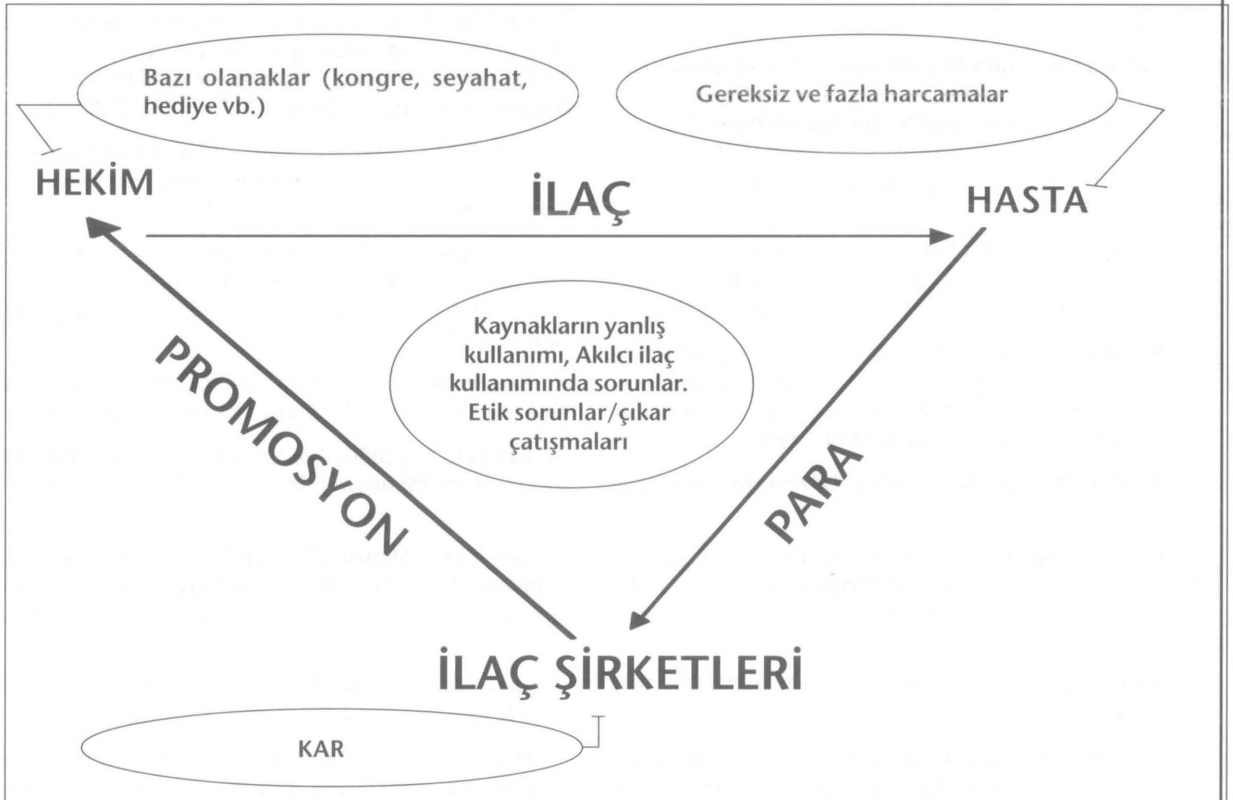 Bazı olanaklar (kongre, seyahat,
hediye vb.)
Gereksiz ve fazla harcamalar
HEKİM
İLAÇ
HASTA
Kaynakların yanlış
kullanımı, Akılcı ilaç
kullanımında sorunlar.
Etik sorunlar/çıkar
çatışmaları
PROMOSYON
PARA
İLAÇ ŞİRKETLERİ
KAR